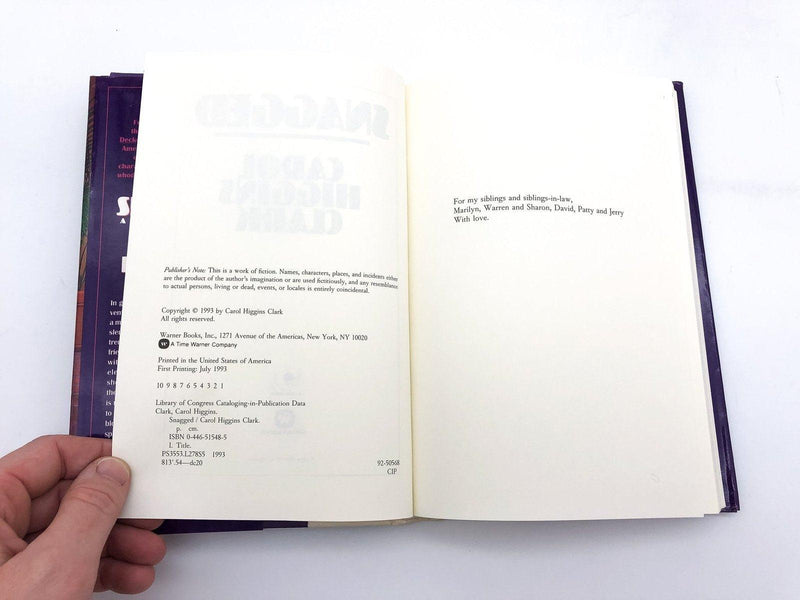 SNAGGED
CAROL
HIGGINS
CLARK
Publisher's Note: This is a work of fiction. Names, characters, places, and incidents either
are the product of the author's imagination or are used fictitiously, and any resemblance
to actual persons, living or dead, events, or locales is entirely coincidental.
Copyright © 1993 by Carol Higgins Clark
All rights reserved.
Warner Books, Inc., 1271 Avenue of the Americas, New York, NY 10020
W A Time Warner Company
Printed in the United States of America
First Printing: July 1993
10 9 8 7 6 5 4 3 2 1
Library of Congress Cataloging-in-Publication Data
Clark, Carol Higgins.
Snagged / Carol Higgins Clark.
p. cm.
ISBN 0-446-51548-5
I. Title.
PS3553.L278S5 1993
813'.54—dc20 92-50568
CIP
For my siblings and siblings-in-law,
Marilyn, Warren and Sharon, David, Patty and Jerry
With love.